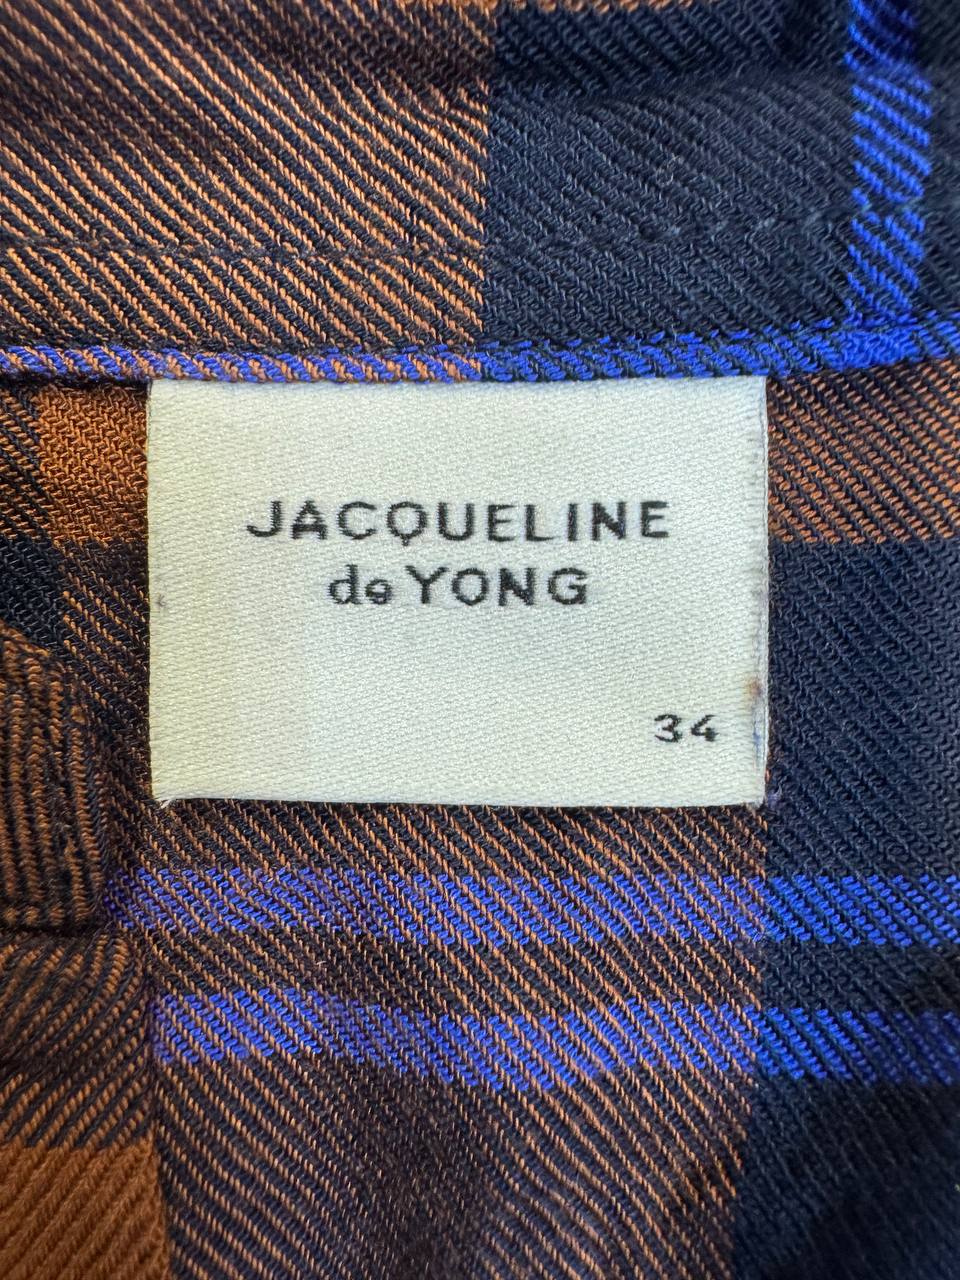 JACQUELINE
de YONG
34